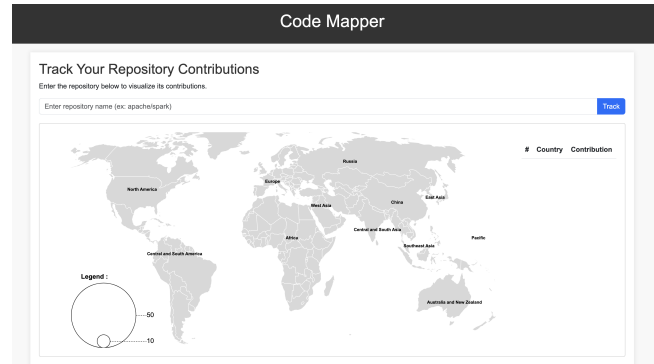 Code Mapper
Track Your Repository Contributions
Enter the repository below to visualize its contributions.
Enter repository name (ex: apache/spark)
Track
# Country Contribution
Russia
Europe
North America
East Asia
China
West Asia
Central and South Asia
Africa
Pacific
Southeast Asia
Central and South America
Legend :
Australia and New Zealand
50
10